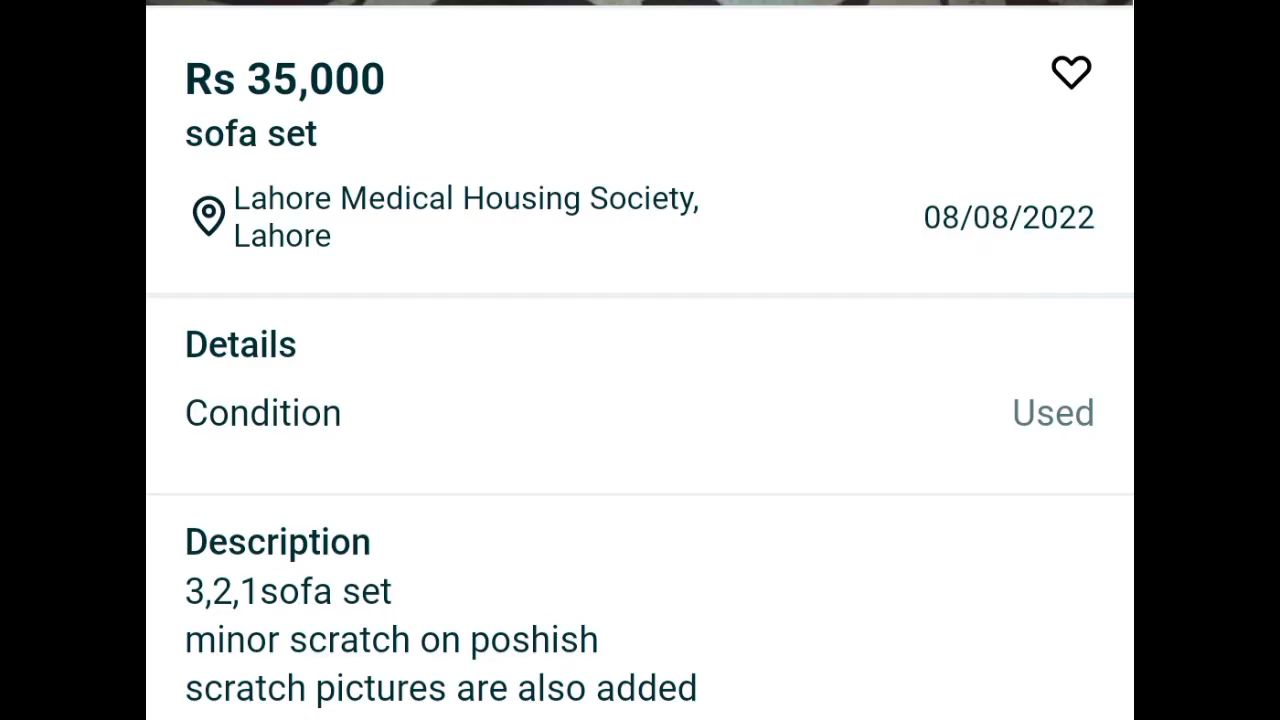 Rs 35,000
sofa set
Lahore Medical Housing Society,
Lahore
08/08/2022
Details
Condition
Used
Description
3,2,1sofa set
minor scratch on poshish
scratch pictures are also added